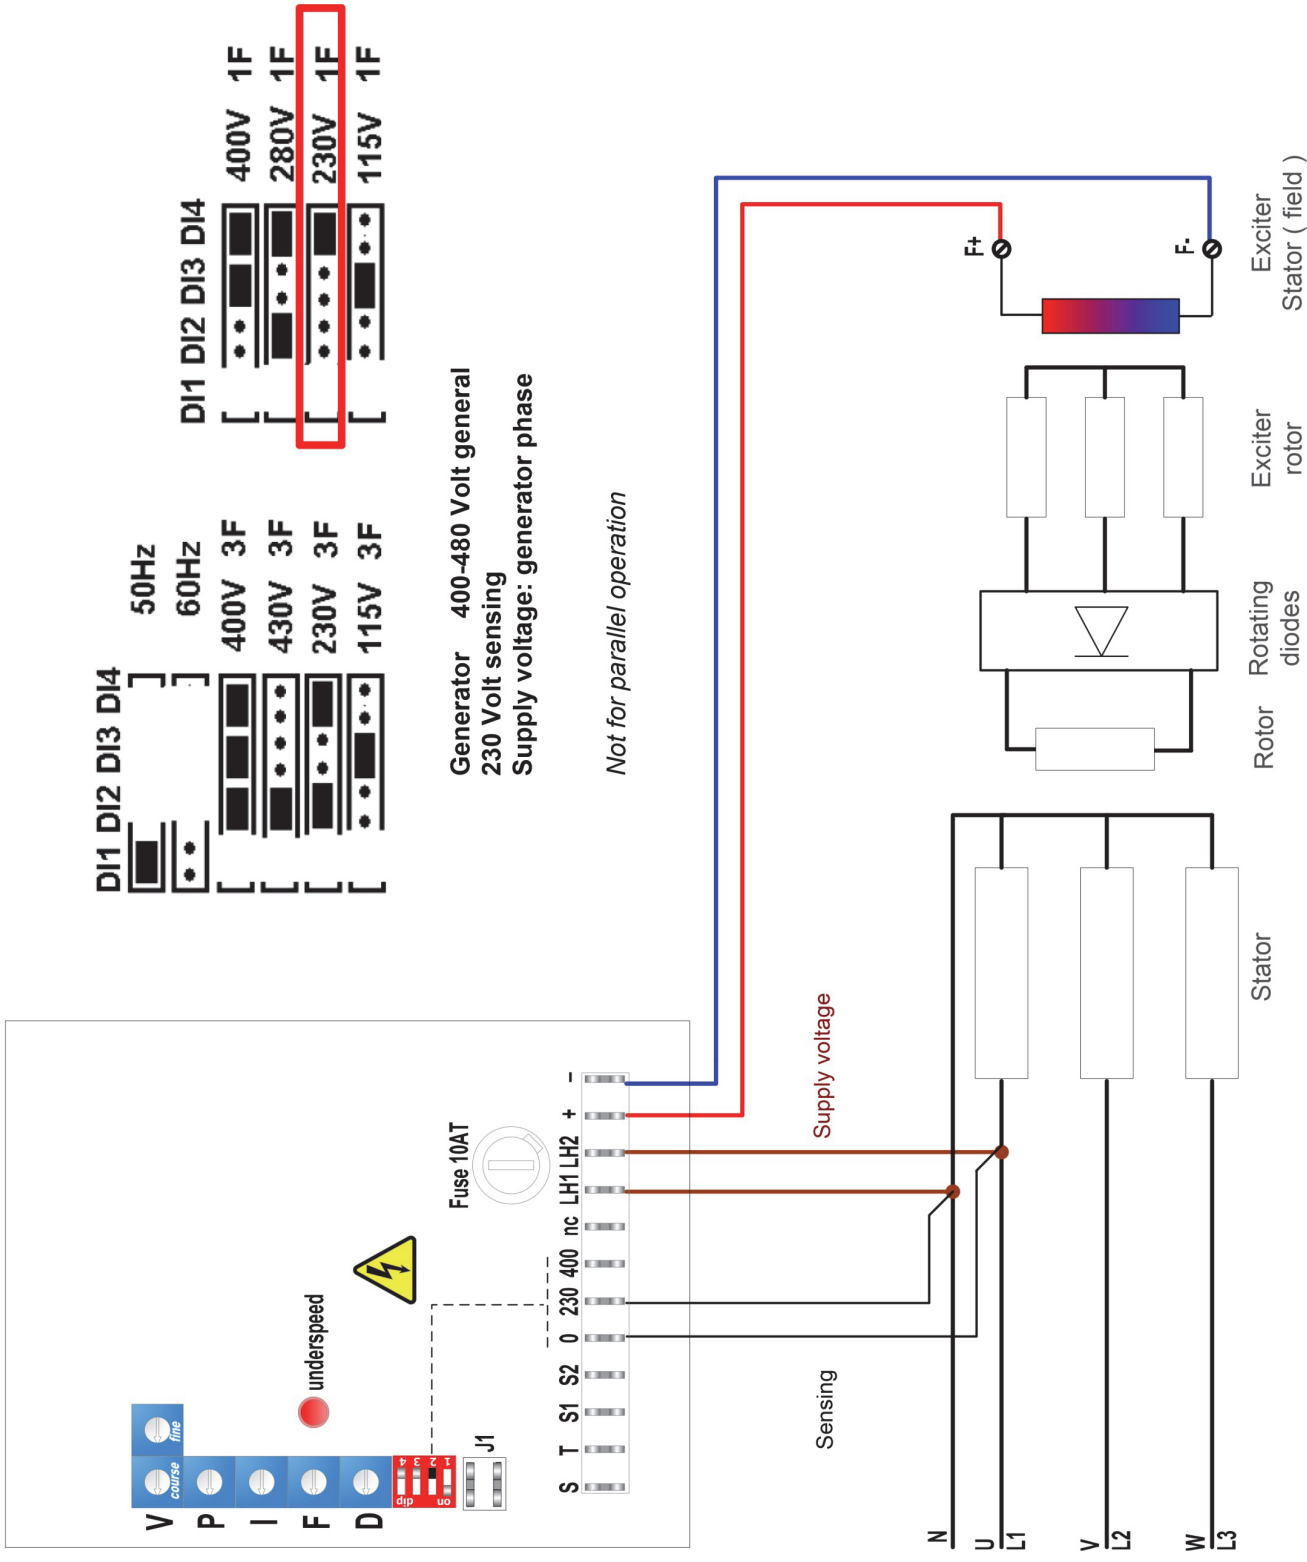 DI1 DI2 DI3 DI4
50Hz
60Hz
400V 3F
430V 3F
230V 3F
115V 3F
DI1 DI2 DI3 DI4
400V 1F
280V 1F
230V 1F
115V 1F
Generator 400-480 Volt general
230 Volt sensing
Supply voltage: generator phase
Not for parallel operation
V
course
fine
P
I
F
D
underspeed
on
dip
1 2 3 4
J1
Fuse 10AT
S T S1 S2 0 230 400 nc LH1 LH2 + -
Sensing
Supply voltage
N
U
L1
V
L2
W
L3
F+
F-
Stator
Rotor
Rotating
diodes
Exciter
rotor
Exciter
Stator ( field )